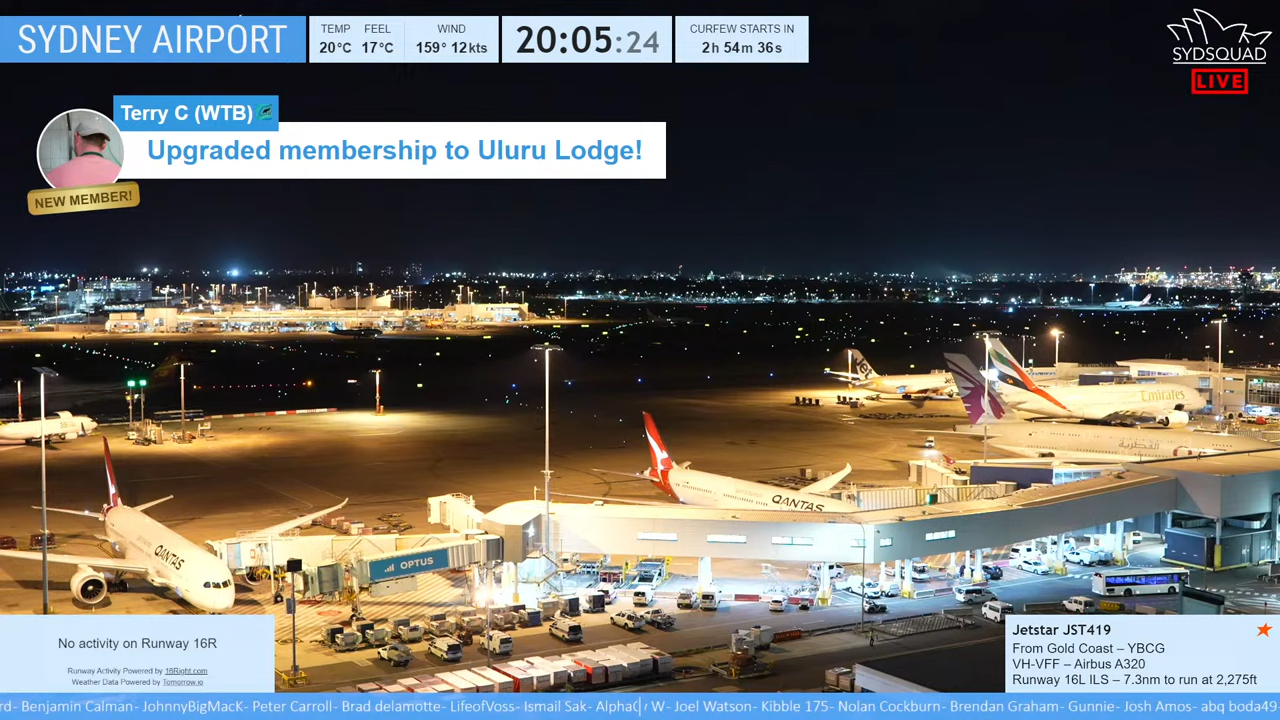 SYDNEY AIRPORT
TEMP FEEL WIND
20°C 17°C 159° 12kts
20:05:24
CURFEW STARTS IN
2h 54m 36s
SYDSQUAD
LIVE
Terry C (WTB)
Upgraded membership to Uluru Lodge!
NEW MEMBER!
Jet
Emirates
QANTAS
QANTAS
OPTUS
No activity on Runway 16R
Runway Activity Powered by 16Right.com
Weather Data Powered by Tomorrow.io
Jetstar JST419
From Gold Coast – YBCG
VH-VFF – Airbus A320
Runway 16L ILS – 7.3nm to run at 2,275ft
rd- Benjamin Calman- JohnnyBigMacK- Peter Carroll- Brad delamotte- LifeofVoss- Ismail Sak- Alpha W- Joel Watson- Kibble 175- Nolan Cockburn- Brendan Graham- Gunnie- Josh Amos- abq boda49-